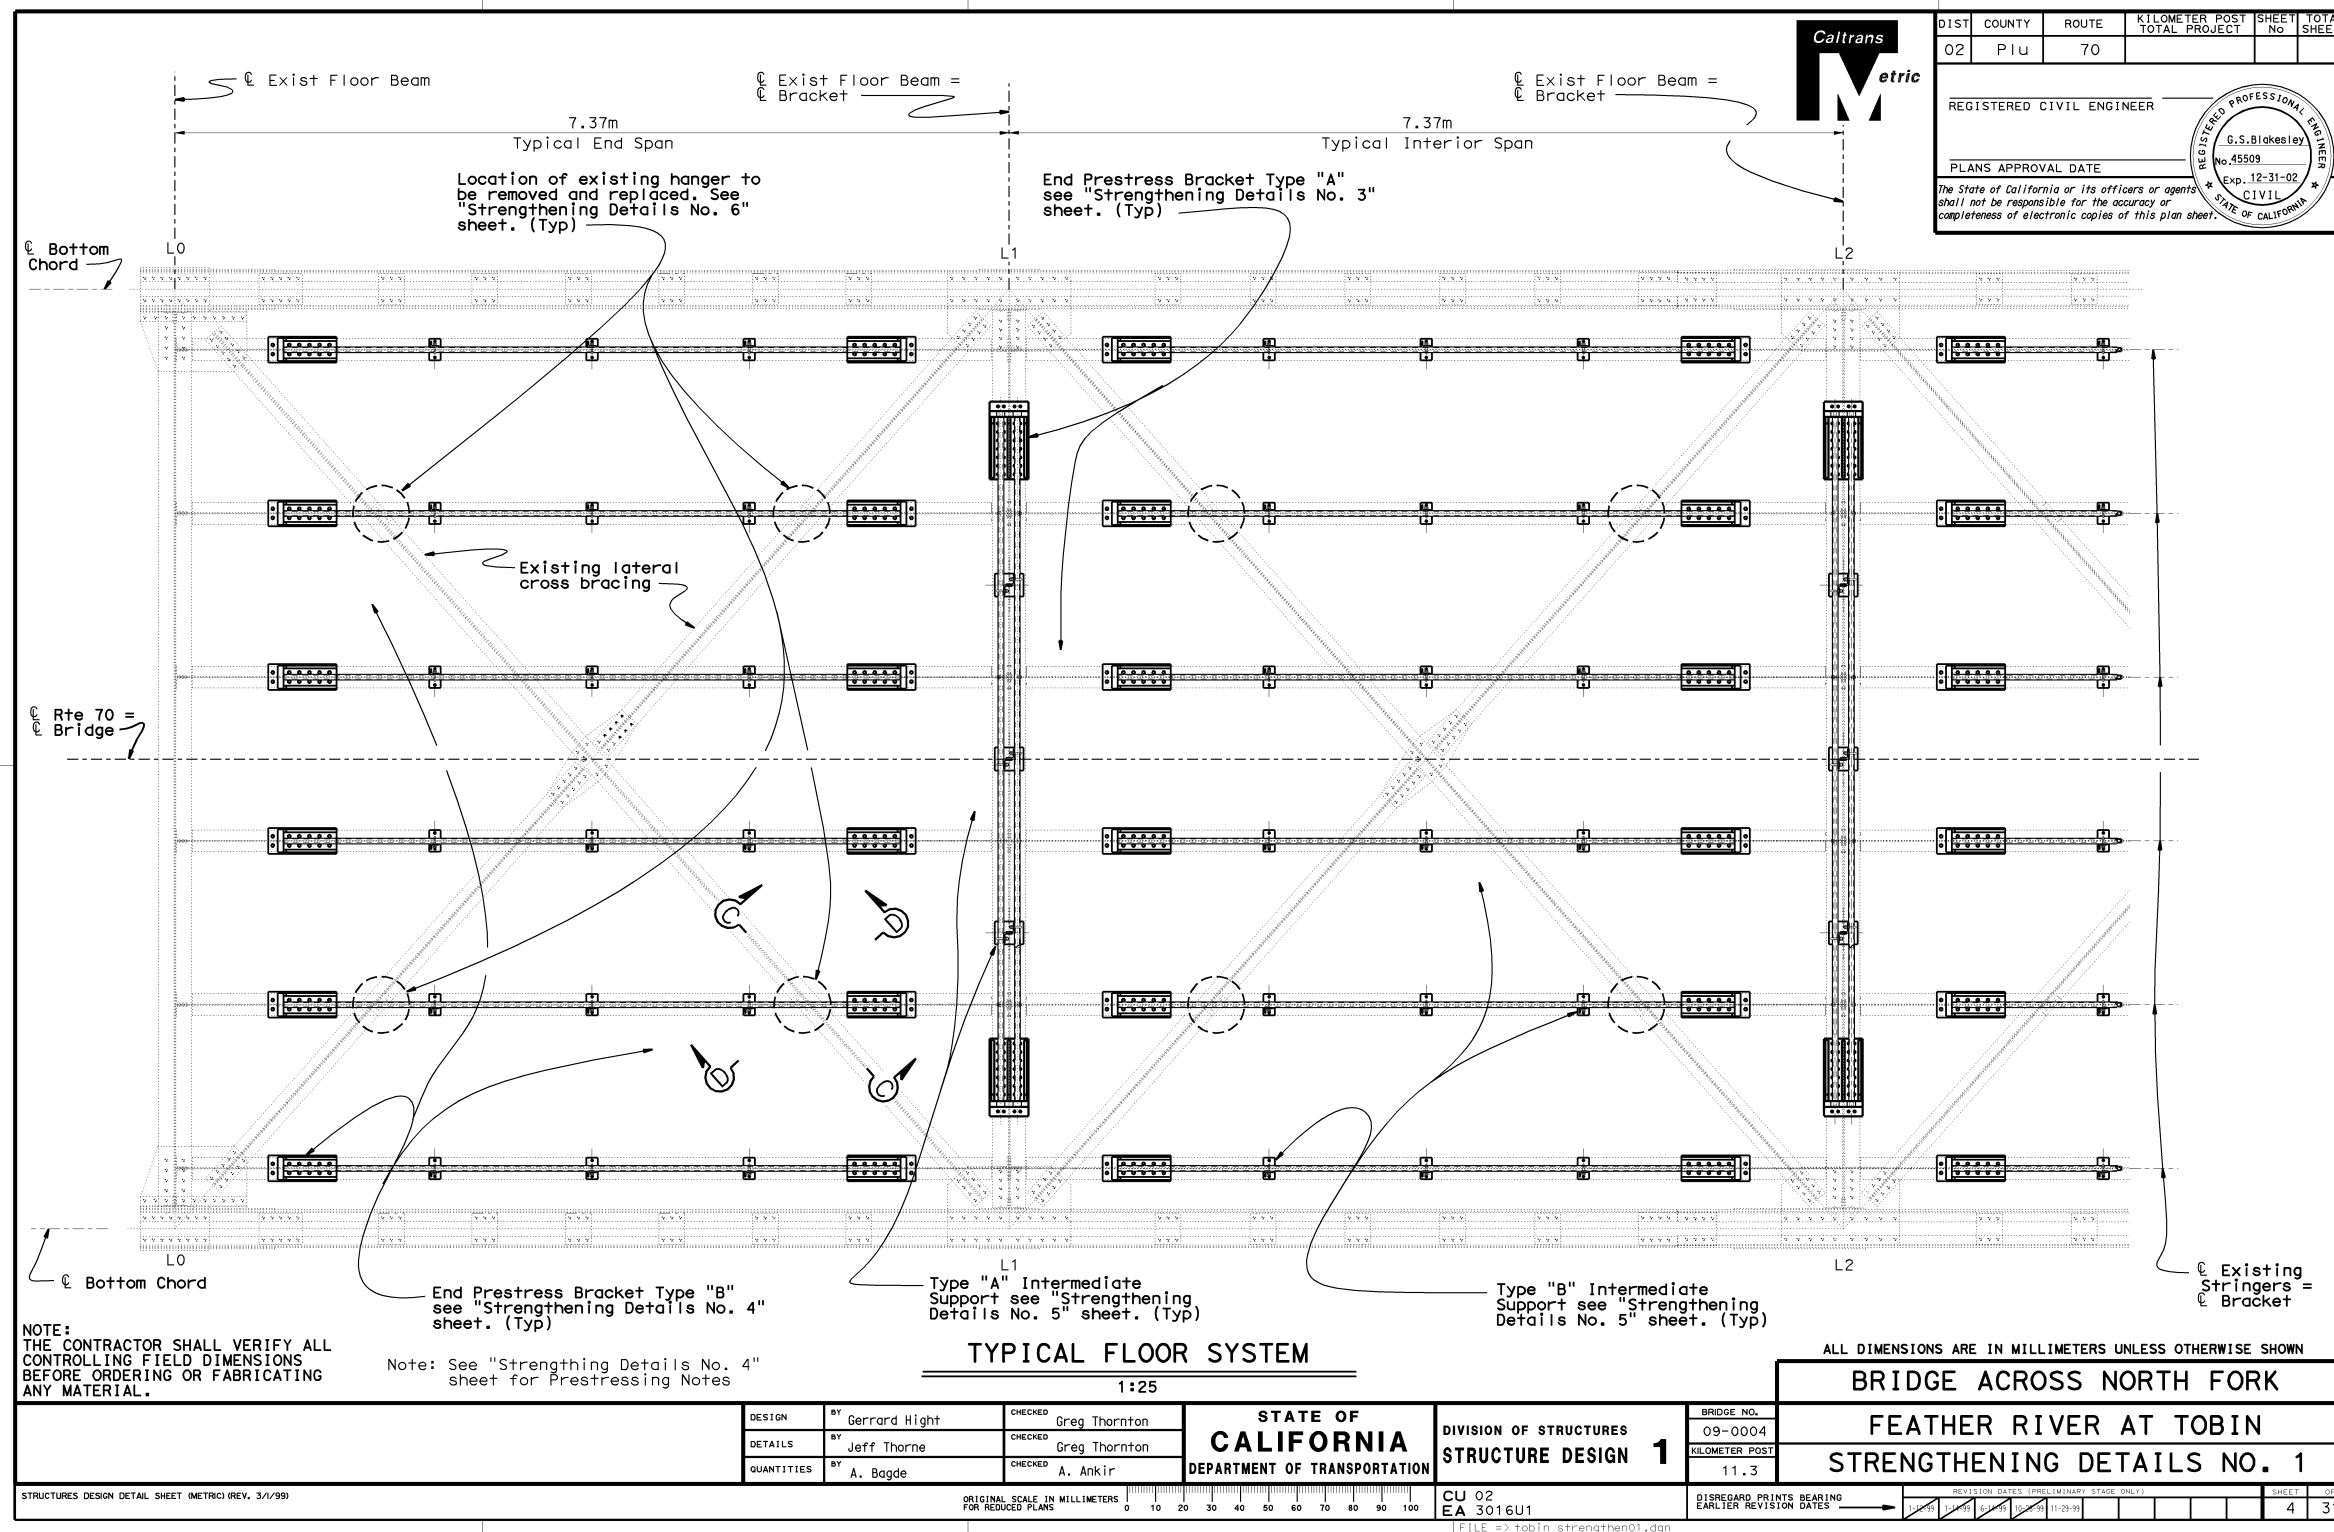 Caltrans
Metric
DIST COUNTY ROUTE KILOMETER POST TOTAL PROJECT SHEET No
02 Plu 70
REGISTERED CIVIL ENGINEER
PLANS APPROVAL DATE
The State of California or its officers or agents
shall not be responsible for the accuracy or
completeness of electronic copies of this plan sheet.
REGISTERED PROFESSIONAL ENGINEER
G.S.Blakesley
No.45509
Exp. 12-31-02
CIVIL
STATE OF CALIFORNIA
℄ Exist Floor Beam
℄ Exist Floor Beam =
℄ Bracket
℄ Exist Floor Beam =
℄ Bracket
7.37m
Typical End Span
7.37m
Typical Interior Span
Location of existing hanger to
be removed and replaced. See
"Strengthening Details No. 6"
sheet. (Typ)
End Prestress Bracket Type "A"
see "Strengthening Details No. 3"
sheet. (Typ)
℄ Bottom
Chord
L0
L1
L2
Existing lateral
cross bracing
℄ Rte 70 =
℄ Bridge
C
D
D
C
L0
L1
L2
℄ Bottom Chord
End Prestress Bracket Type "B"
see "Strengthening Details No. 4"
sheet. (Typ)
Type "A" Intermediate
Support see "Strengthening
Details No. 5" sheet. (Typ)
Type "B" Intermediate
Support see "Strengthening
Details No. 5" sheet. (Typ)
℄ Existing
Stringers =
℄ Bracket
NOTE:
THE CONTRACTOR SHALL VERIFY ALL
CONTROLLING FIELD DIMENSIONS
BEFORE ORDERING OR FABRICATING
ANY MATERIAL.
Note: See "Strengthing Details No. 4"
sheet for Prestressing Notes
TYPICAL FLOOR SYSTEM
1:25
ALL DIMENSIONS ARE IN MILLIMETERS UNLESS OTHERWISE SHOWN
DESIGN BY Gerrard Hight CHECKED Greg Thornton
DETAILS BY Jeff Thorne CHECKED Greg Thornton
QUANTITIES BY A. Bagde CHECKED A. Ankir
STATE OF
CALIFORNIA
DEPARTMENT OF TRANSPORTATION
DIVISION OF STRUCTURES
STRUCTURE DESIGN 1
BRIDGE NO.
09-0004
KILOMETER POST
11.3
BRIDGE ACROSS NORTH FORK
FEATHER RIVER AT TOBIN
STRENGTHENING DETAILS NO. 1
STRUCTURES DESIGN DETAIL SHEET (METRIC) (REV. 3/1/99)
ORIGINAL SCALE IN MILLIMETERS
FOR REDUCED PLANS
0 10 20 30 40 50 60 70 80 90 100
CU 02
EA 3016U1
DISREGARD PRINTS BEARING
EARLIER REVISION DATES
REVISION DATES (PRELIMINARY STAGE ONLY)
11-29-99
SHEET
4
FILE => tobin strengthen01.dgn